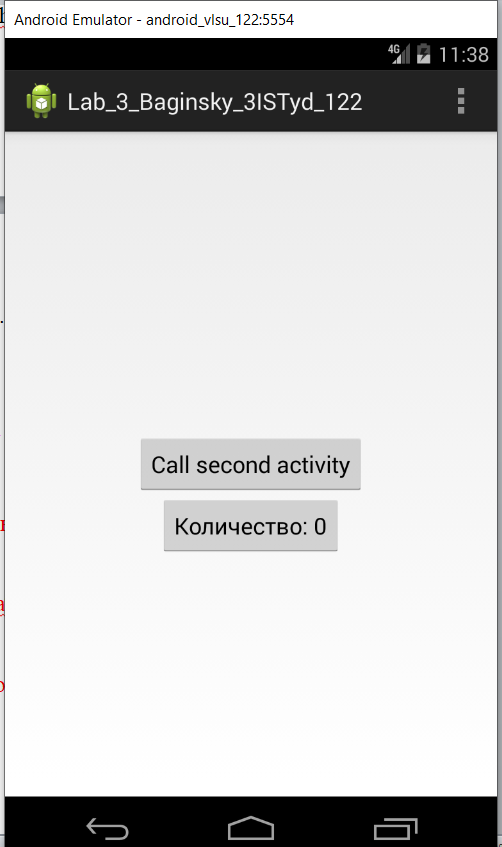 Android Emulator - android_vlsu_122:5554
4G 11:38
Lab_3_Baginsky_3ISTyd_122
Call second activity
Количество: 0